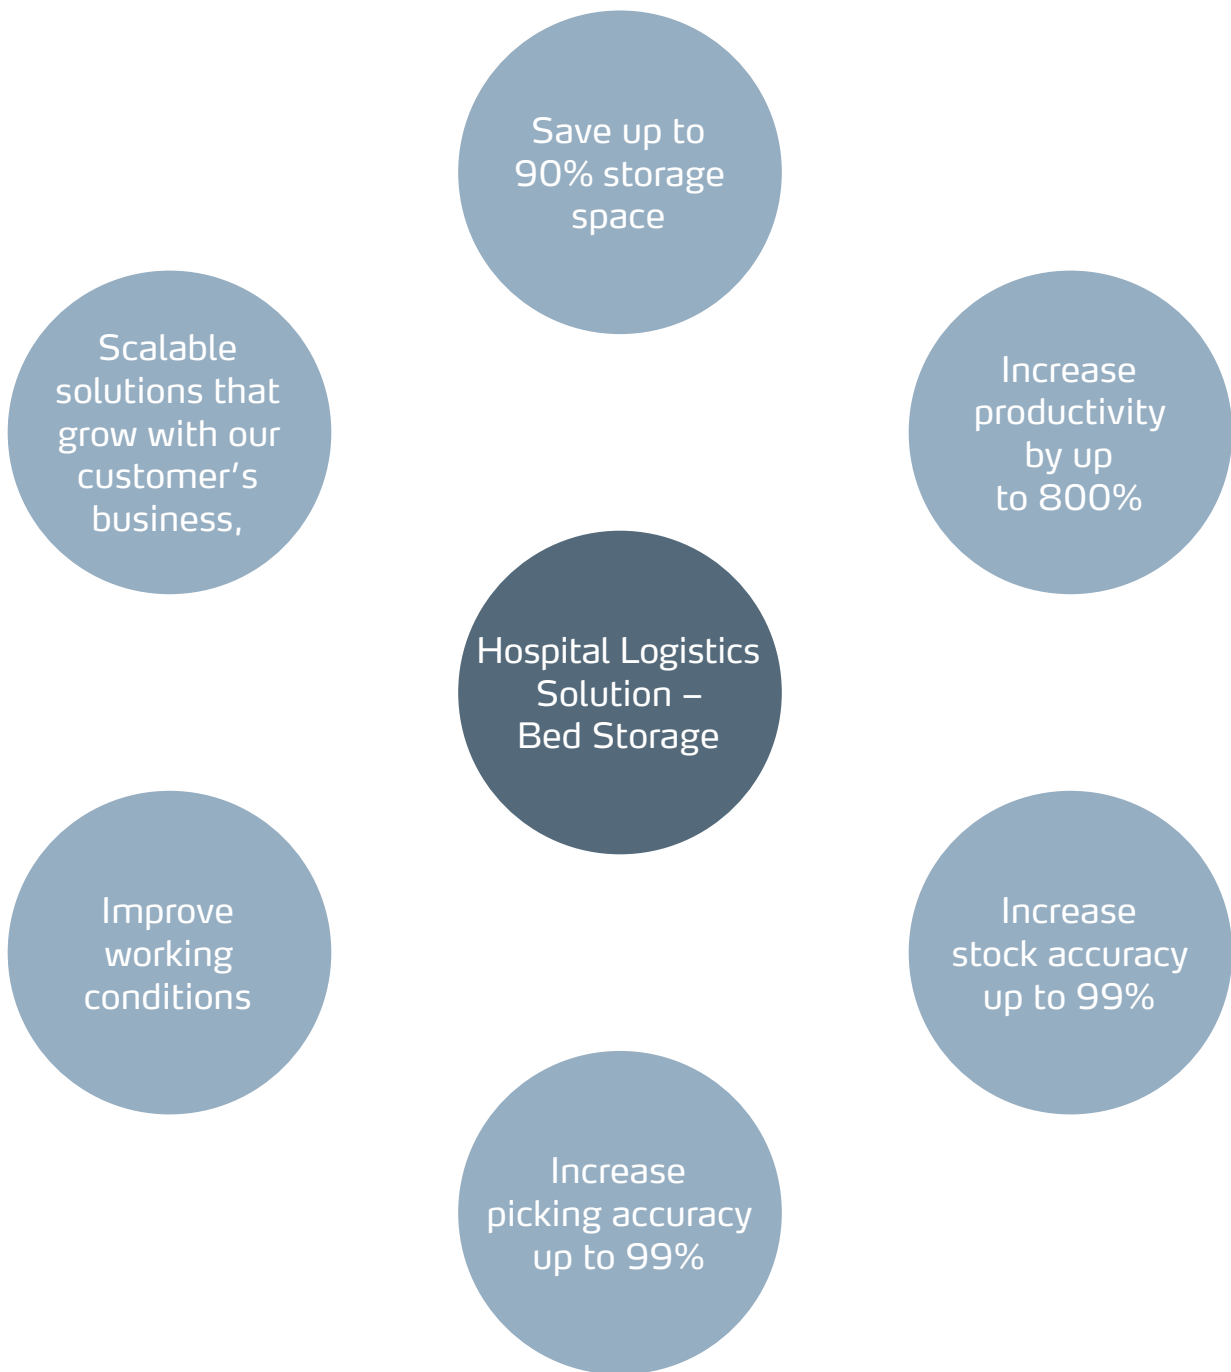 Save up to
90% storage
space
Scalable
solutions that
grow with our
customer's
business,
Increase
productivity
by up
to 800%
Hospital Logistics
Solution –
Bed Storage
Improve
working
conditions
Increase
stock accuracy
up to 99%
Increase
picking accuracy
up to 99%